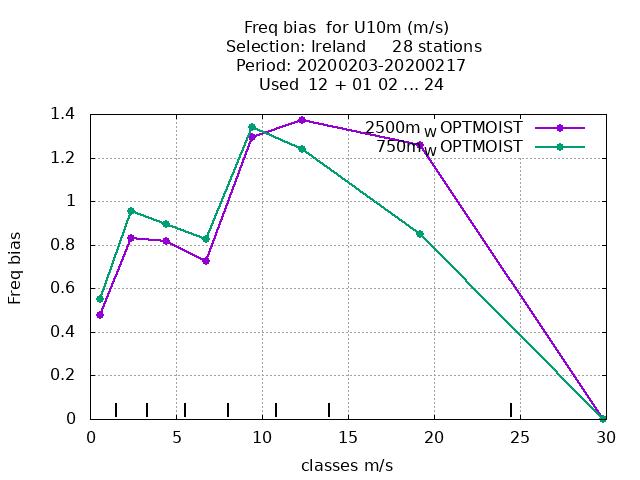 Freq bias  for U10m (m/s)
Selection: Ireland     28 stations
Period: 20200203-20200217
Used  12 + 01 02 ... 24
1.4
1.2
1
0.8
0.6
0.4
0.2
0
Freq bias
2500m W OPTMOIST
750m W OPTMOIST
0 5 10 15 20 25 30
classes m/s